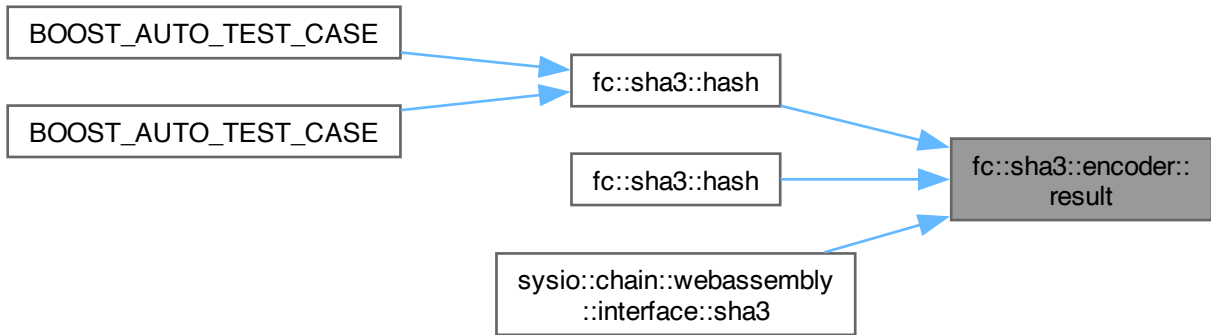 BOOST_AUTO_TEST_CASE
BOOST_AUTO_TEST_CASE
fc::sha3::hash
fc::sha3::hash
sysio::chain::webassembly
::interface::sha3
fc::sha3::encoder::
result